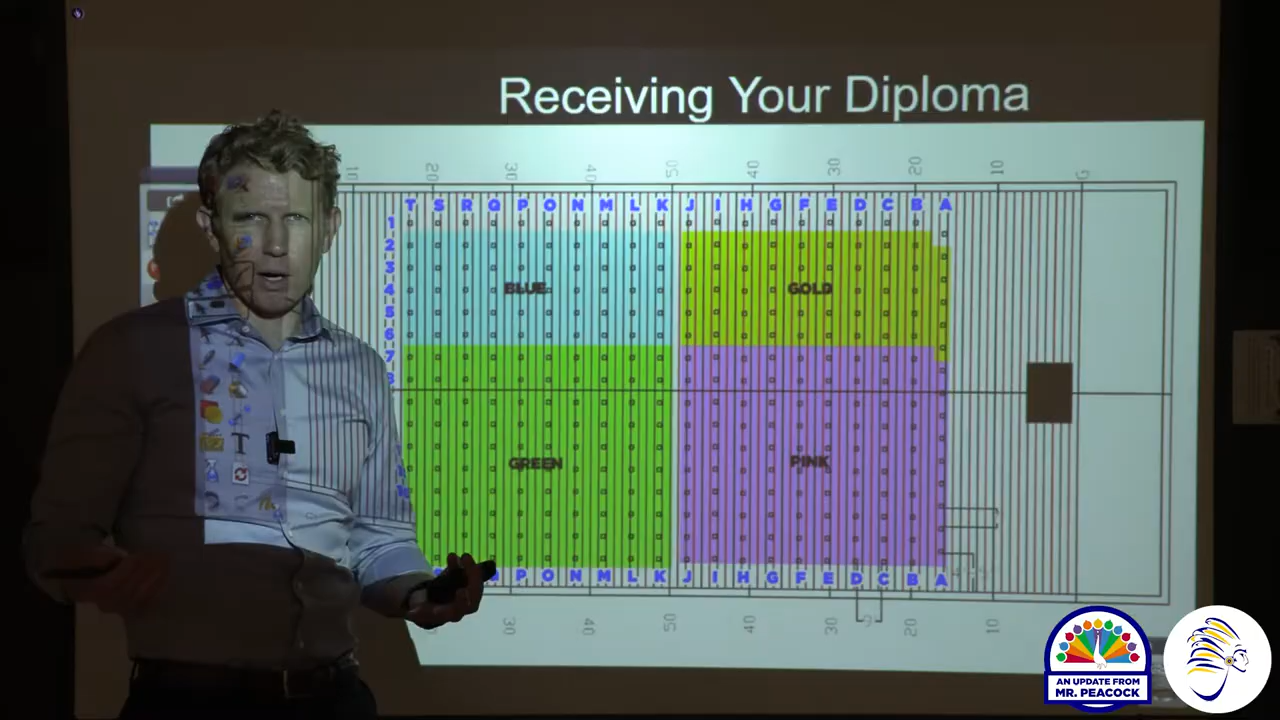 Receiving Your Diploma
10 20 30 40 50 40 30 20 10 G
T S R Q P O N M L K J I H G F E D C B A
1
2
3
4
5
6
7
8
BLUE
GOLD
GREEN
PINK
T
Q P O N M L K J I H G F E D C B A
30 40 50 40 30 20 10
AN UPDATE FROM
MR. PEACOCK